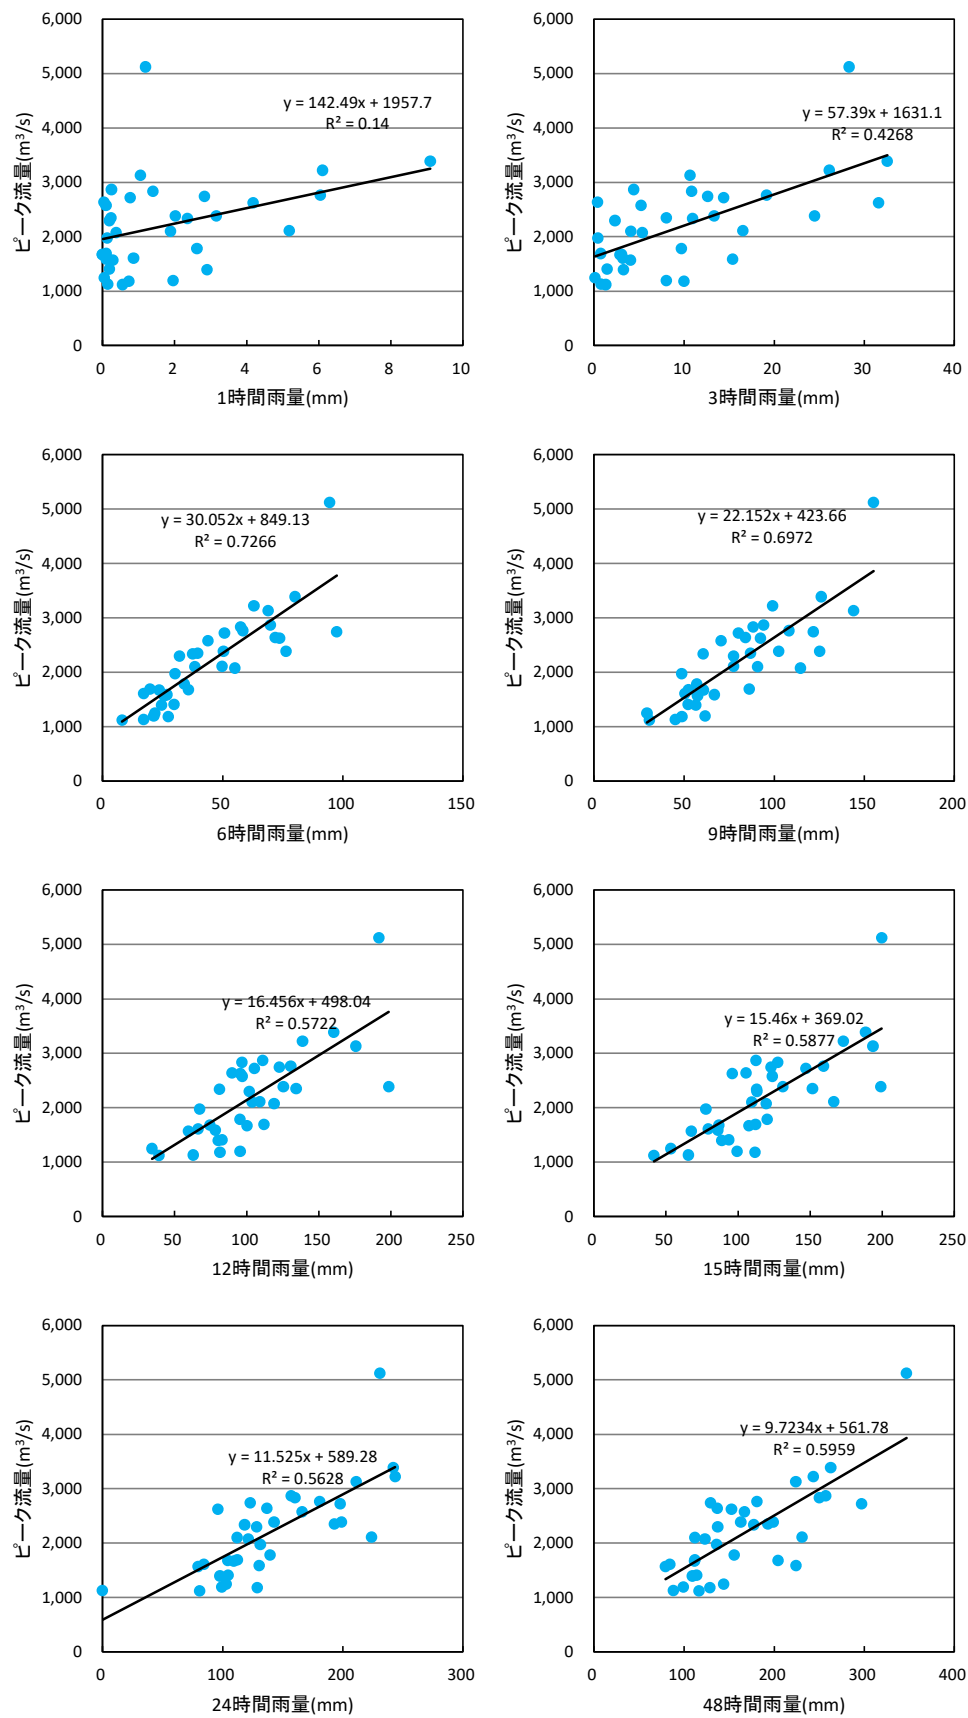 6,000
5,000
4,000
3,000
2,000
1,000
0
ピーク流量(m³/s)
y = 142.49x + 1957.7
R² = 0.14
0 2 4 6 8 10
1時間雨量(mm)
6,000
5,000
4,000
3,000
2,000
1,000
0
ピーク流量(m³/s)
y = 57.39x + 1631.1
R² = 0.4268
0 10 20 30 40
3時間雨量(mm)
6,000
5,000
4,000
3,000
2,000
1,000
0
ピーク流量(m³/s)
y = 30.052x + 849.13
R² = 0.7266
0 50 100 150
6時間雨量(mm)
6,000
5,000
4,000
3,000
2,000
1,000
0
ピーク流量(m³/s)
y = 22.152x + 423.66
R² = 0.6972
0 50 100 150 200
9時間雨量(mm)
6,000
5,000
4,000
3,000
2,000
1,000
0
ピーク流量(m³/s)
y = 16.456x + 498.04
R² = 0.5722
0 50 100 150 200 250
12時間雨量(mm)
6,000
5,000
4,000
3,000
2,000
1,000
0
ピーク流量(m³/s)
y = 15.46x + 369.02
R² = 0.5877
0 50 100 150 200 250
15時間雨量(mm)
6,000
5,000
4,000
3,000
2,000
1,000
0
ピーク流量(m³/s)
y = 11.525x + 589.28
R² = 0.5628
0 100 200 300
24時間雨量(mm)
6,000
5,000
4,000
3,000
2,000
1,000
0
ピーク流量(m³/s)
y = 9.7234x + 561.78
R² = 0.5959
0 100 200 300 400
48時間雨量(mm)